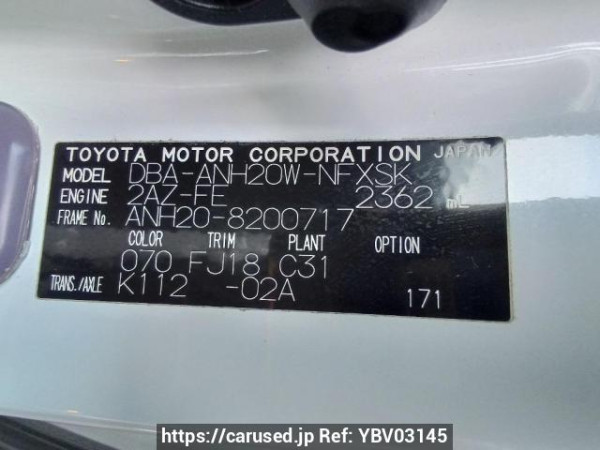 TOYOTA MOTOR CORPORATION JAPAN
MODEL DBA-ANH20W-NFXSK
ENGINE 2AZ-FE 2362 mL
FRAME No. ANH20-8200717
COLOR TRIM PLANT OPTION
070 FJ18 C31
TRANS./AXLE K112 -02A 171
https://carused.jp Ref: YBV03145